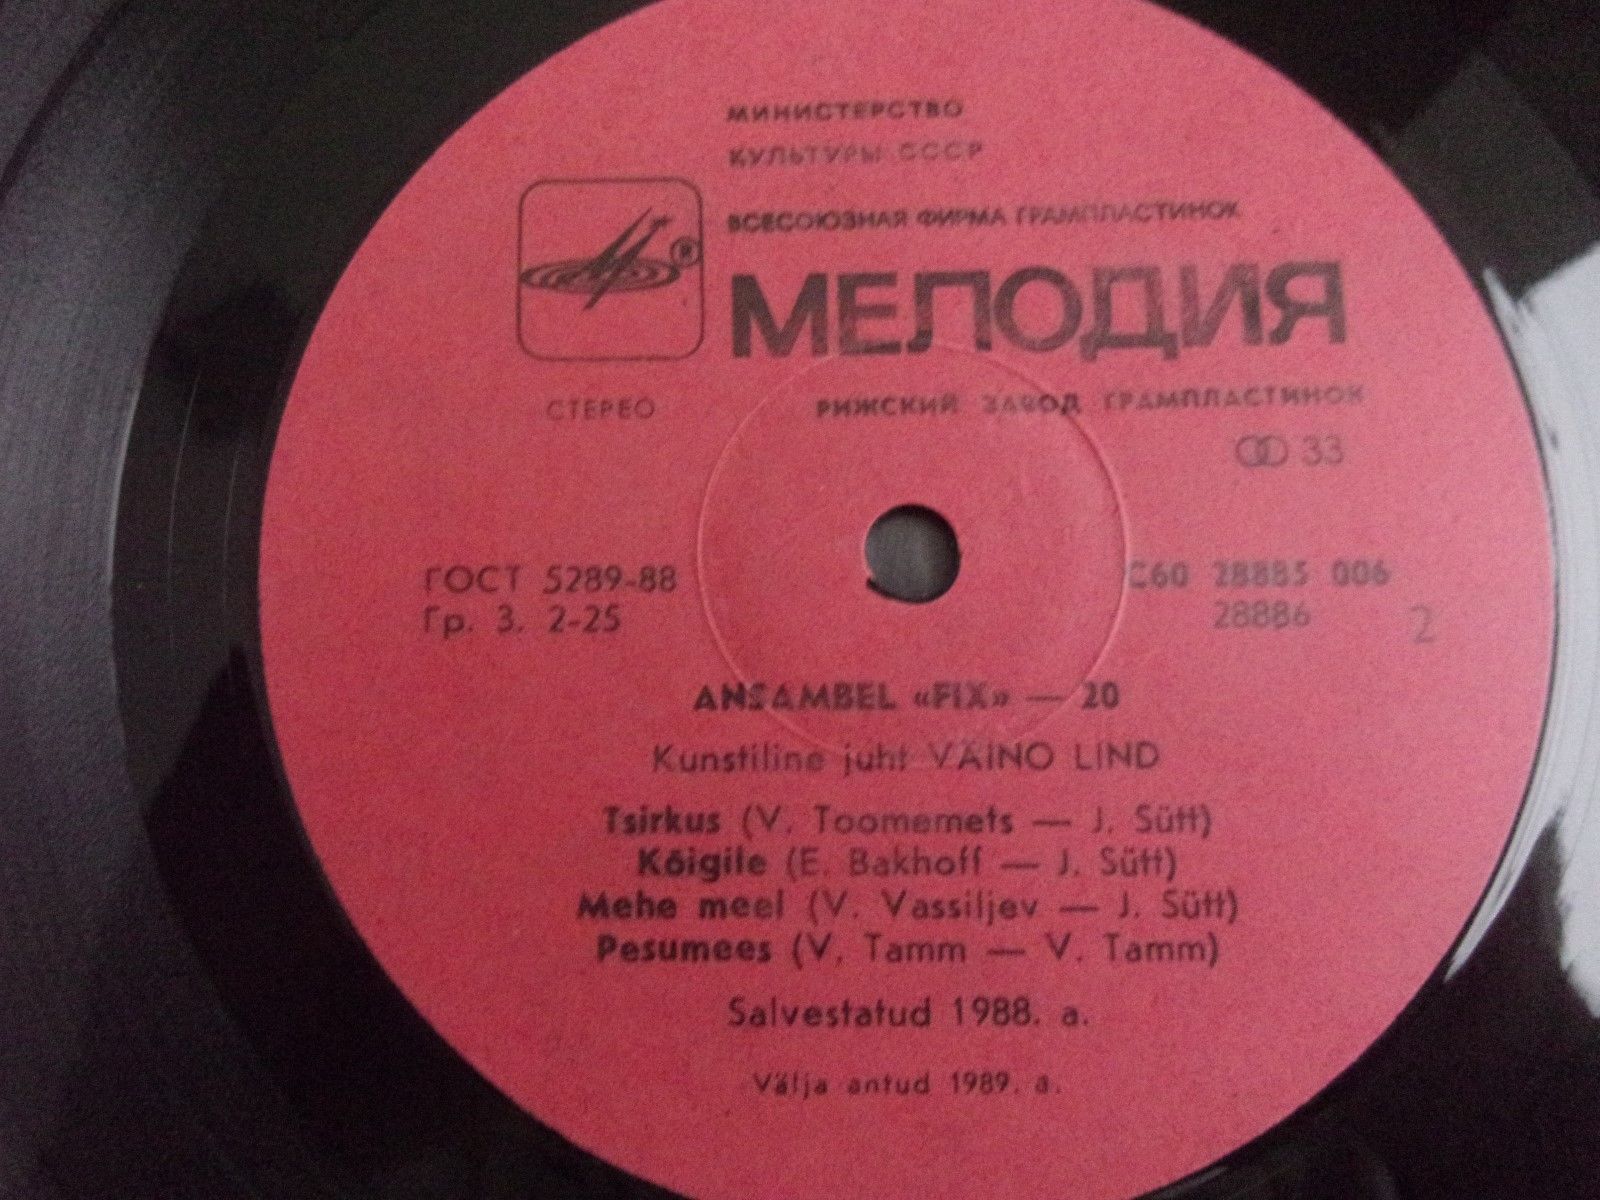 МИНИСТЕРСТВО
КУЛЬТУРЫ СССР
ВСЕСОЮЗНАЯ ФИРМА ГРАМПЛАСТИНОК
МЕЛОДИЯ
®
СТЕРЕО
РИЖСКИЙ ЗАВОД ГРАМПЛАСТИНОК
33
ГОСТ 5289-88
С60 28885 006
Гр. 3. 2-25
28886
2
ANSAMBEL «FIX» — 20
Kunstiline juht VÄINO LIND
Tsirkus (V. Toomemets — J. Sütt)
Kõigile (E. Bakhoff — J. Sütt)
Mehe meel (V. Vassiljev — J. Sütt)
Pesumees (V. Tamm — V. Tamm)
Salvestatud 1988. a.
Välja antud 1989. a.